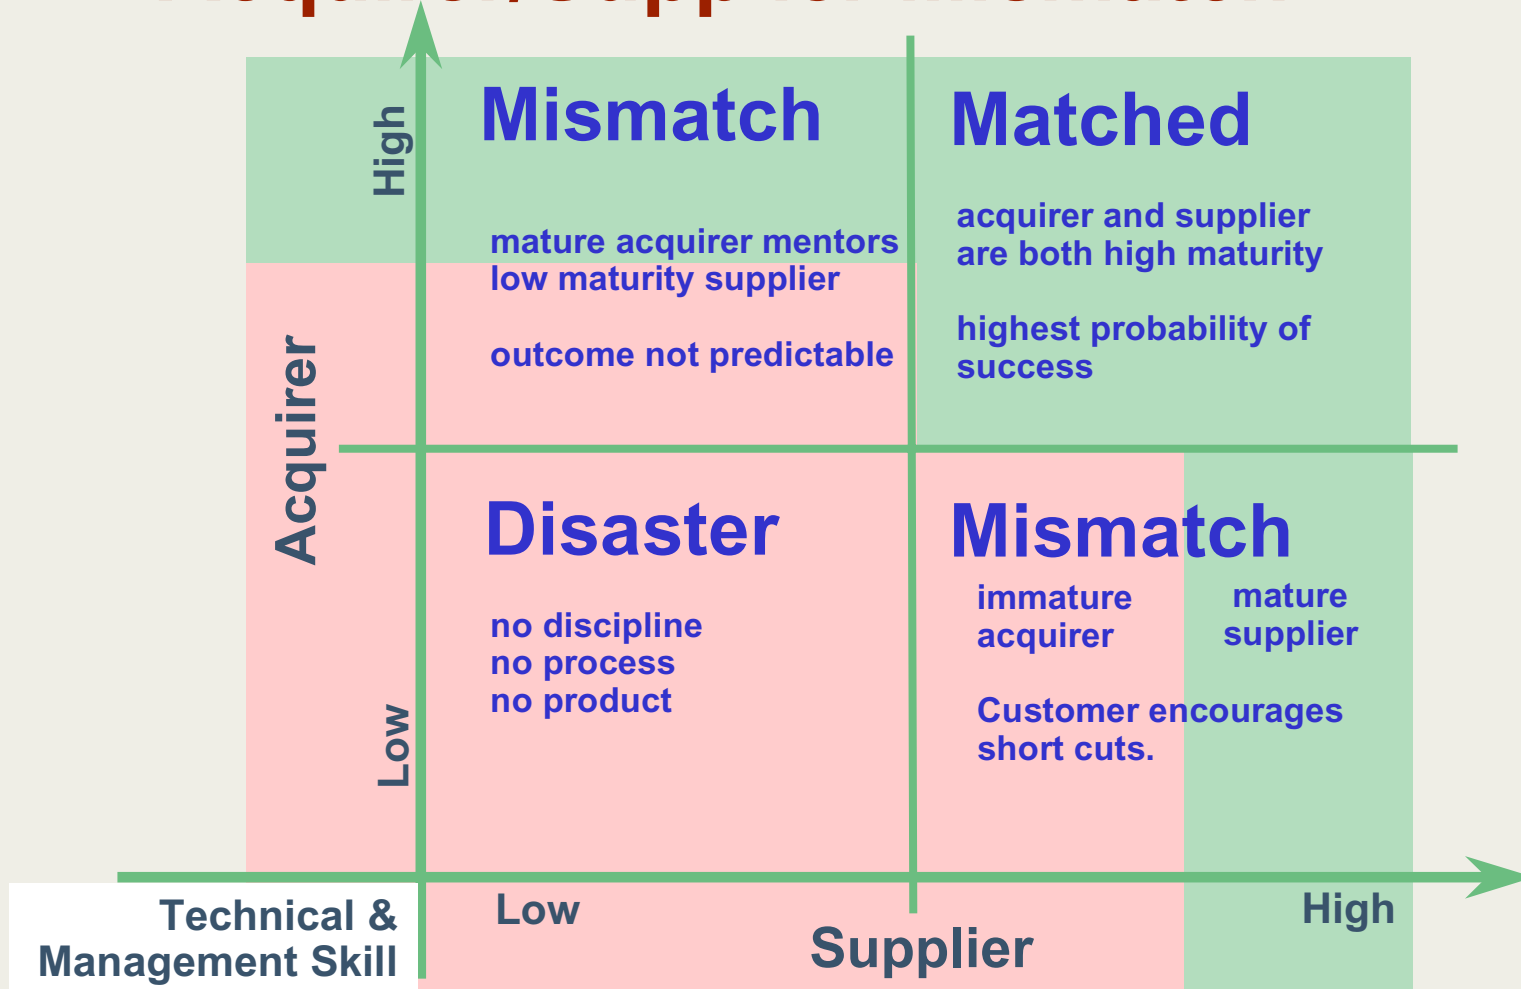 High
Mismatch
mature acquirer mentors
low maturity supplier
outcome not predictable
Matched
acquirer and supplier
are both high maturity
highest probability of
success
Acquirer
Disaster
no discipline
no process
no product
Mismatch
immature
acquirer
mature
supplier
Customer encourages
short cuts.
Low
Technical &
Management Skill
Low
High
Supplier